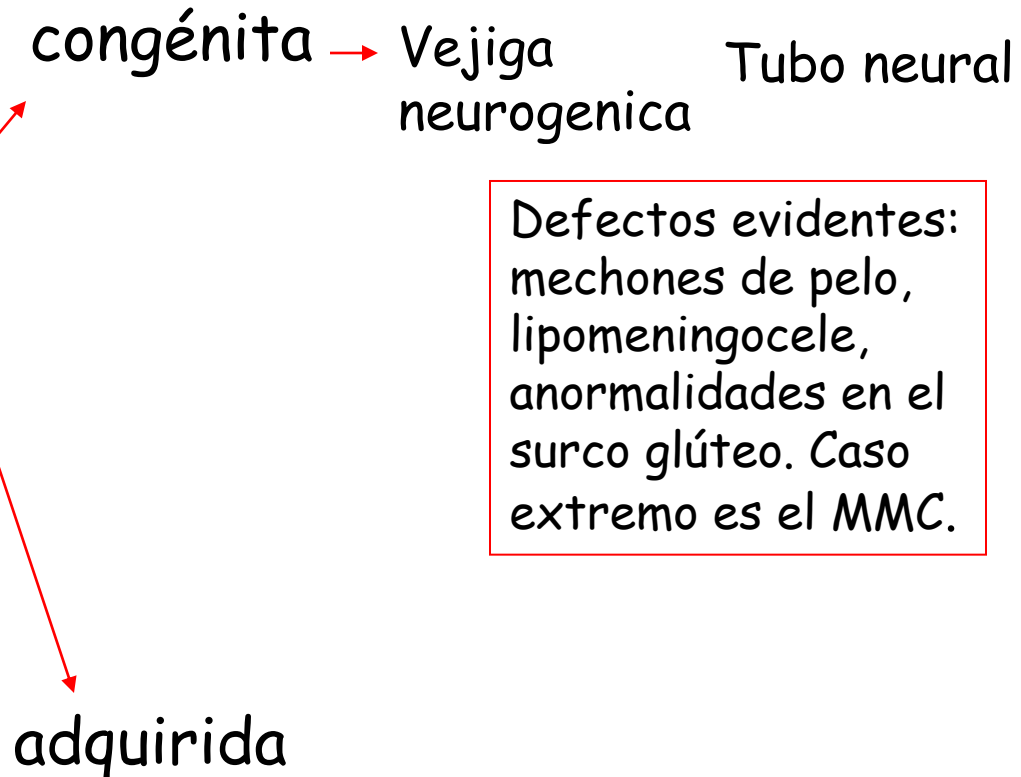 congénita
Vejiga
neurogenica
Tubo neural
Defectos evidentes:
mechones de pelo,
lipomeningocele,
anormalidades en el
surco glúteo. Caso
extremo es el MMC.
adquirida